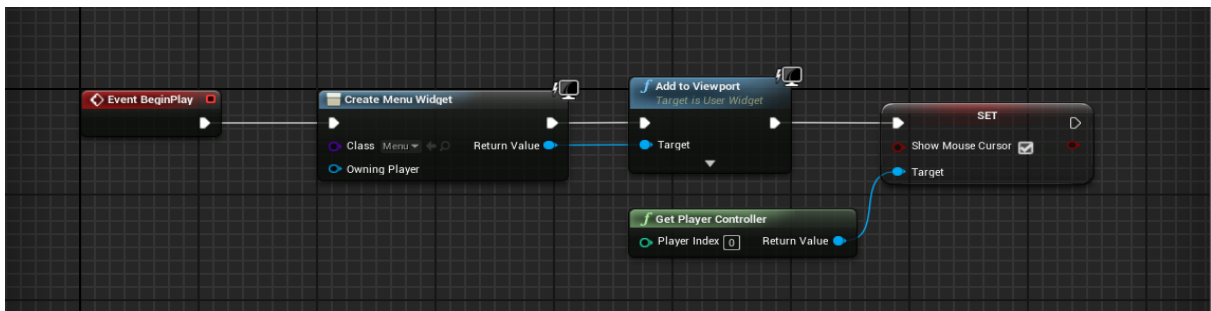 Event BeginPlay
Create Menu Widget
Class Menu Return Value
Owning Player
f Add to Viewport
Target is User Widget
Target
SET
Show Mouse Cursor
Target
f Get Player Controller
Player Index 0 Return Value